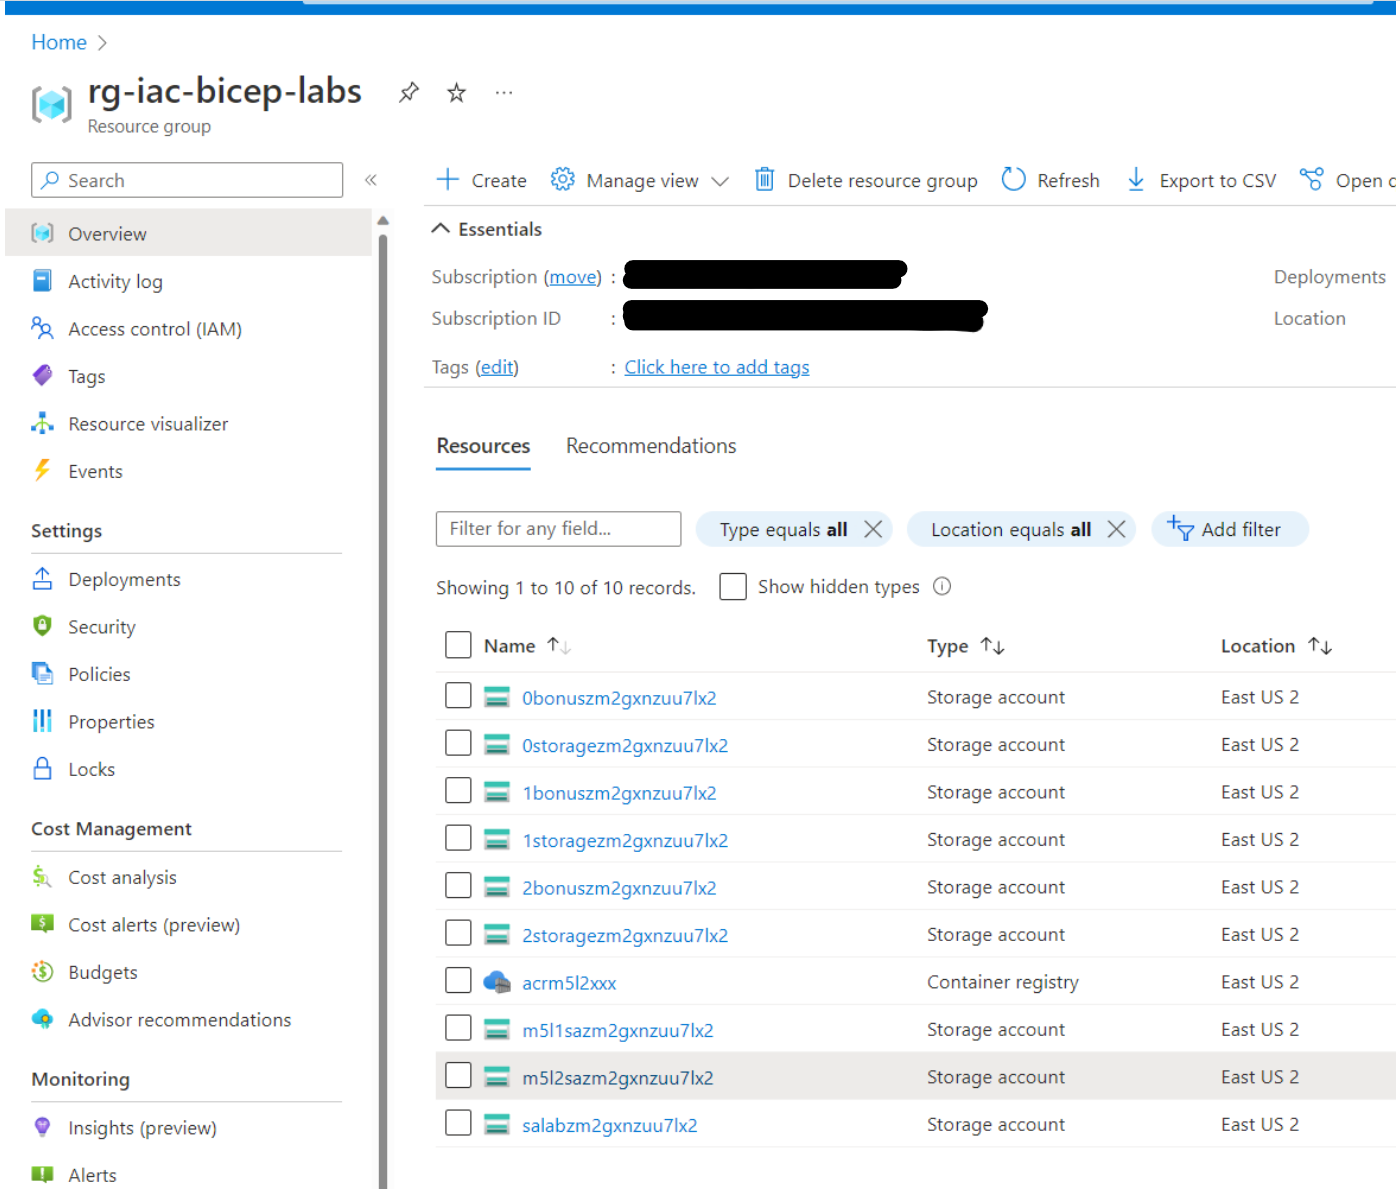 Home
rg-iac-bicep-labs
Resource group
Search
Create Manage view Delete resource group Refresh Export to CSV Open
Overview
Activity log
Access control (IAM)
Tags
Resource visualizer
Events
Settings
Deployments
Security
Policies
Properties
Locks
Cost Management
Cost analysis
Cost alerts (preview)
Budgets
Advisor recommendations
Monitoring
Insights (preview)
Alerts
Essentials
Subscription (move) : Deployments
Subscription ID : Location
Tags (edit) : Click here to add tags
Resources Recommendations
Filter for any field... Type equals all Location equals all Add filter
Showing 1 to 10 of 10 records. Show hidden types
Name Type Location
0bonuszm2gxnzuu7lx2 Storage account East US 2
0storagezm2gxnzuu7lx2 Storage account East US 2
1bonuszm2gxnzuu7lx2 Storage account East US 2
1storagezm2gxnzuu7lx2 Storage account East US 2
2bonuszm2gxnzuu7lx2 Storage account East US 2
2storagezm2gxnzuu7lx2 Storage account East US 2
acrm5l2xxx Container registry East US 2
m5l1sazm2gxnzuu7lx2 Storage account East US 2
m5l2sazm2gxnzuu7lx2 Storage account East US 2
salabzm2gxnzuu7lx2 Storage account East US 2